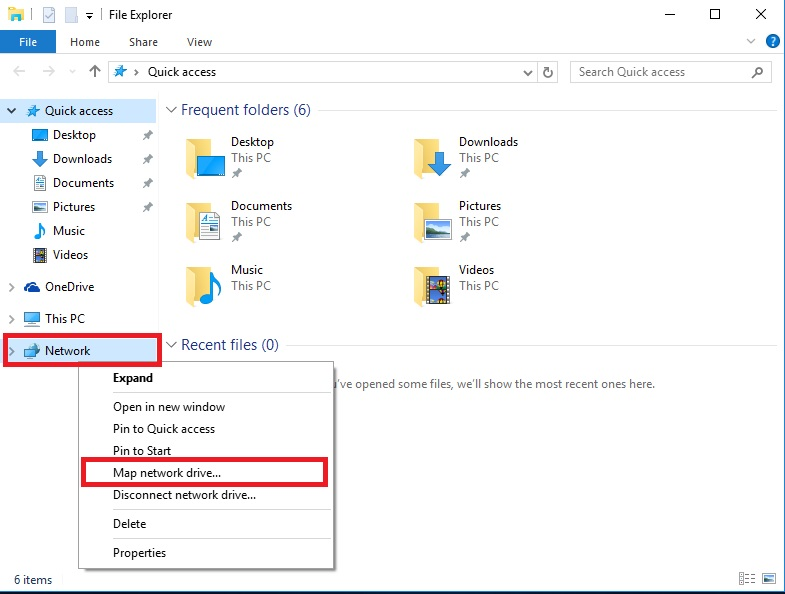 File Explorer
File Home Share View
Quick access
Search Quick access
Quick access
Desktop
Downloads
Documents
Pictures
Music
Videos
OneDrive
This PC
Network
Frequent folders (6)
Desktop
This PC
Downloads
This PC
Documents
This PC
Pictures
This PC
Music
This PC
Videos
This PC
Recent files (0)
've opened some files, we'll show the most recent ones here.
Expand
Open in new window
Pin to Quick access
Pin to Start
Map network drive...
Disconnect network drive...
Delete
Properties
6 items